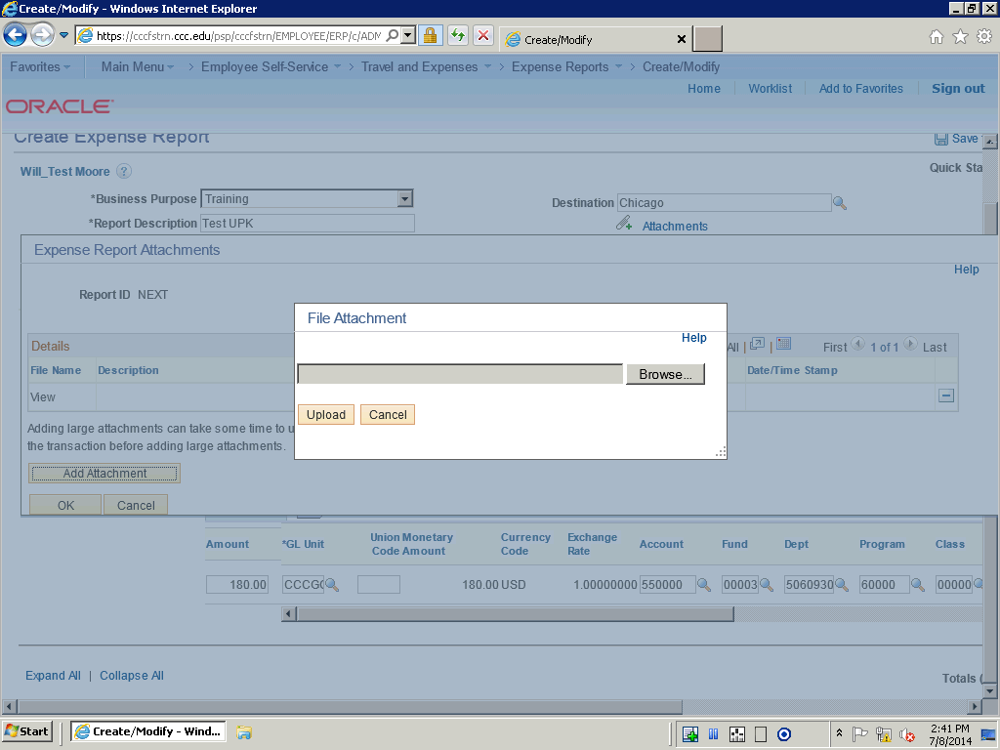 Create/Modify - Windows Internet Explorer
https://cccfstrn.ccc.edu/psp/cccfstrn/EMPLOYEE/ERP/c/ADM
Create/Modify
Favorites Main Menu > Employee Self-Service > Travel and Expenses > Expense Reports > Create/Modify
Home Worklist Add to Favorites Sign out
ORACLE
Create Expense Report
Save
Will_Test Moore ?
Quick Sta
*Business Purpose Training
Destination Chicago
*Report Description Test UPK
Attachments
Expense Report Attachments
Help
Report ID NEXT
File Attachment
Help
Browse...
Upload Cancel
Details
All | | First 1 of 1 Last
File Name Description Date/Time Stamp
View
Adding large attachments can take some time to u
the transaction before adding large attachments.
Add Attachment
OK Cancel
Amount *GL Unit Union Monetary Code Amount Currency Code Exchange Rate Account Fund Dept Program Class
180.00 CCCG 180.00 USD 1.00000000 550000 00003 5060930 60000 00000
Expand All | Collapse All
Totals (
Start Create/Modify - Wind... 2:41 PM
7/8/2014